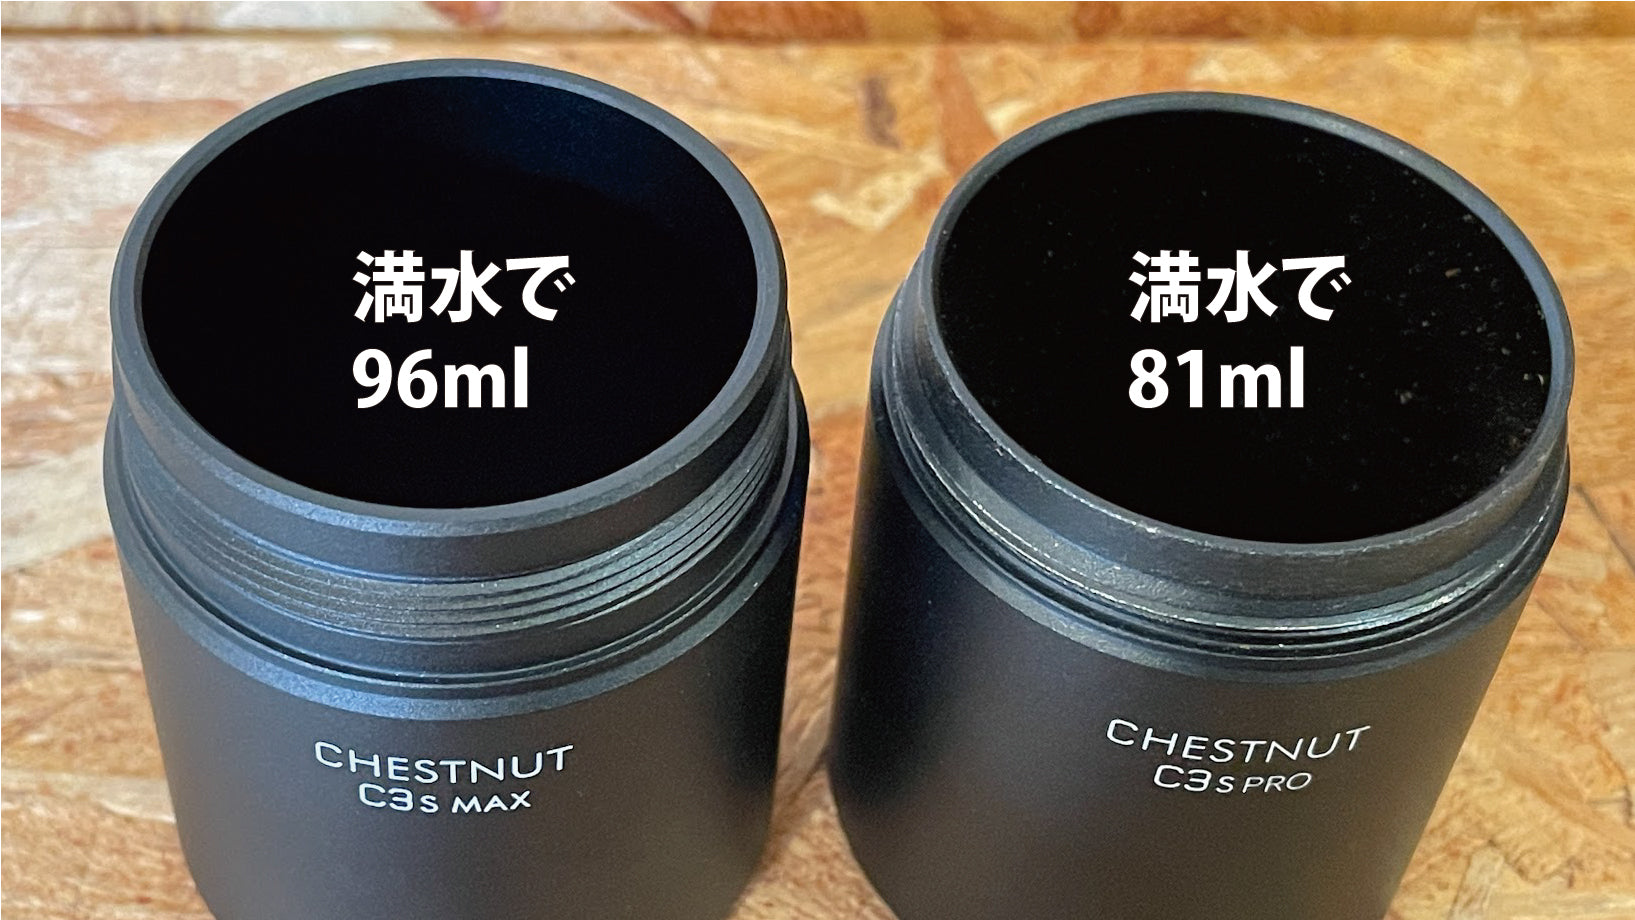 満水で
96ml
満水で
81ml
CHESTNUT
C3S MAX
CHESTNUT
C3S PRO